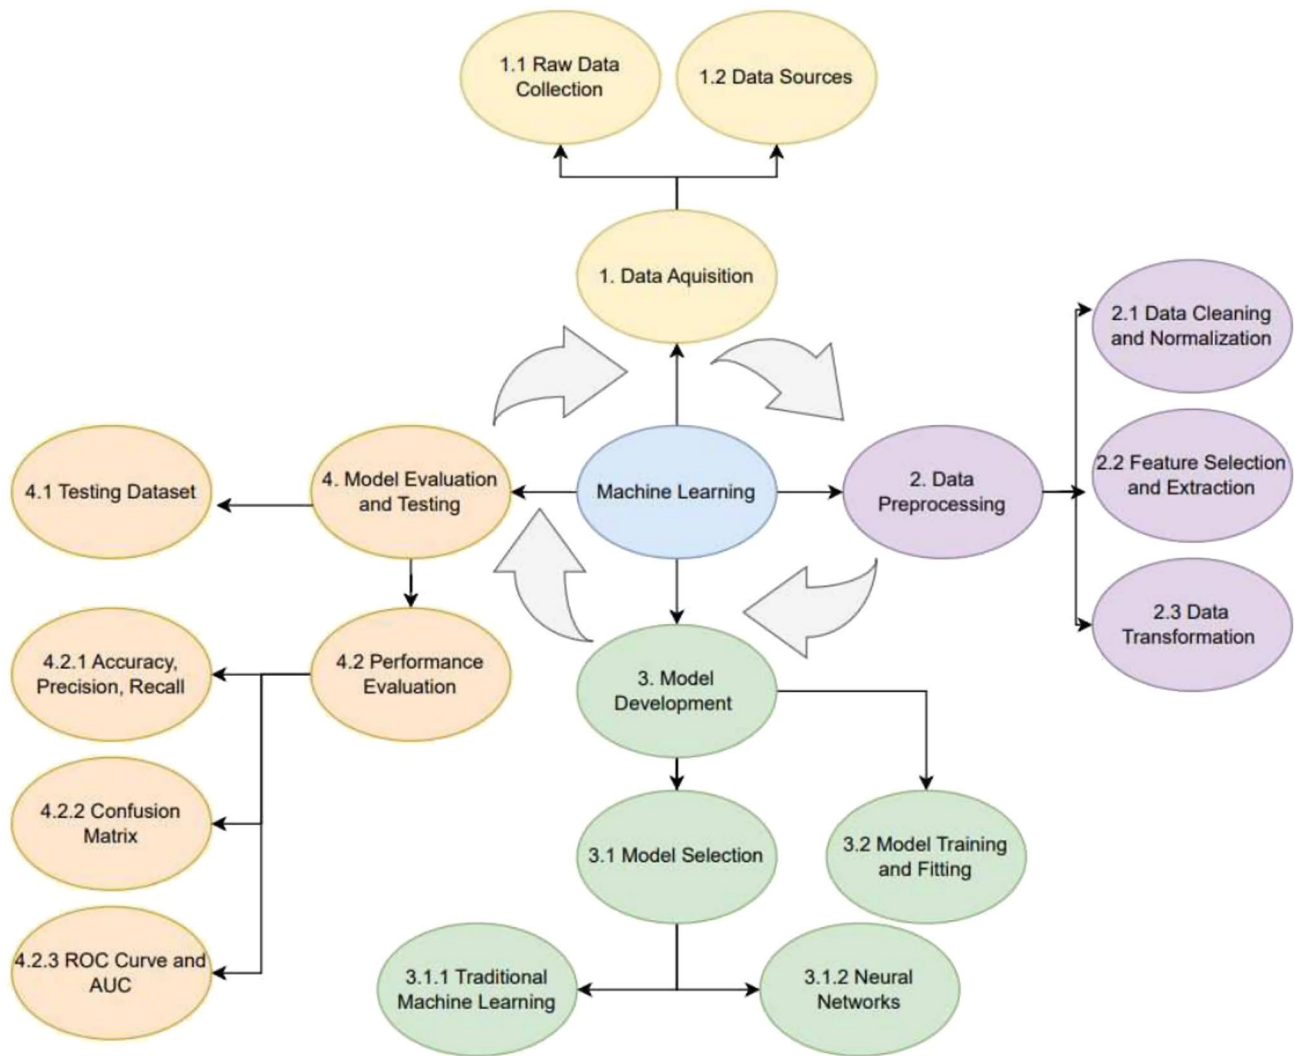 1.1 Raw Data
Collection
1.2 Data Sources
1. Data Aquisition
2.1 Data Cleaning
and Normalization
2.2 Feature Selection
and Extraction
2.3 Data
Transformation
Machine Learning
2. Data
Preprocessing
4. Model Evaluation
and Testing
4.1 Testing Dataset
4.2 Performance
Evaluation
4.2.1 Accuracy,
Precision, Recall
4.2.2 Confusion
Matrix
4.2.3 ROC Curve and
AUC
3. Model
Development
3.1 Model Selection
3.2 Model Training
and Fitting
3.1.1 Traditional
Machine Learning
3.1.2 Neural
Networks